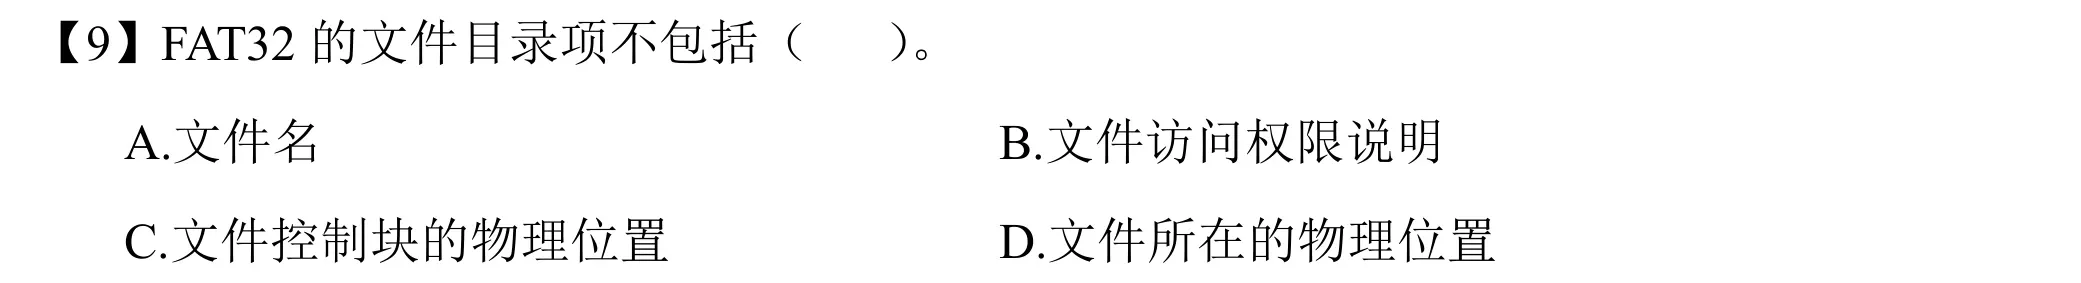 【9】FAT32 的文件目录项不包括（　　）。
A.文件名　　B.文件访问权限说明
C.文件控制块的物理位置　　D.文件所在的物理位置